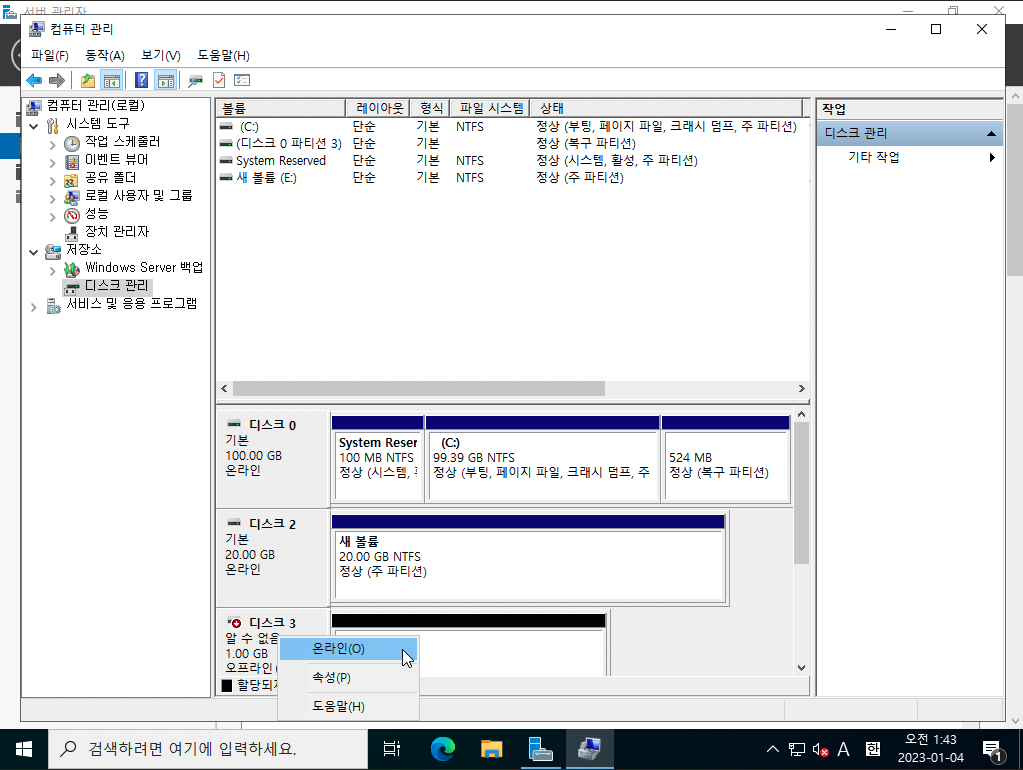 서버 관리자
컴퓨터 관리
파일(F) 동작(A) 보기(V) 도움말(H)
컴퓨터 관리(로컬)
시스템 도구
작업 스케줄러
이벤트 뷰어
공유 폴더
로컬 사용자 및 그룹
성능
장치 관리자
저장소
Windows Server 백업
디스크 관리
서비스 및 응용 프로그램
볼륨 레이아웃 형식 파일 시스템 상태
(C:) 단순 기본 NTFS 정상 (부팅, 페이지 파일, 크래시 덤프, 주 파티션)
(디스크 0 파티션 3) 단순 기본 정상 (복구 파티션)
System Reserved 단순 기본 NTFS 정상 (시스템, 활성, 주 파티션)
새 볼륨 (E:) 단순 기본 NTFS 정상 (주 파티션)
작업
디스크 관리
기타 작업
디스크 0
기본
100.00 GB
온라인
System Reser
100 MB NTFS
정상 (시스템,
(C:)
99.39 GB NTFS
정상 (부팅, 페이지 파일, 크래시 덤프, 주
524 MB
정상 (복구 파티션)
디스크 2
기본
20.00 GB
온라인
새 볼륨
20.00 GB NTFS
정상 (주 파티션)
디스크 3
알 수 없음
1.00 GB
오프라인
할당되지
온라인(O)
속성(P)
도움말(H)
검색하려면 여기에 입력하세요.
A 한
오전 1:43
2023-01-04
1